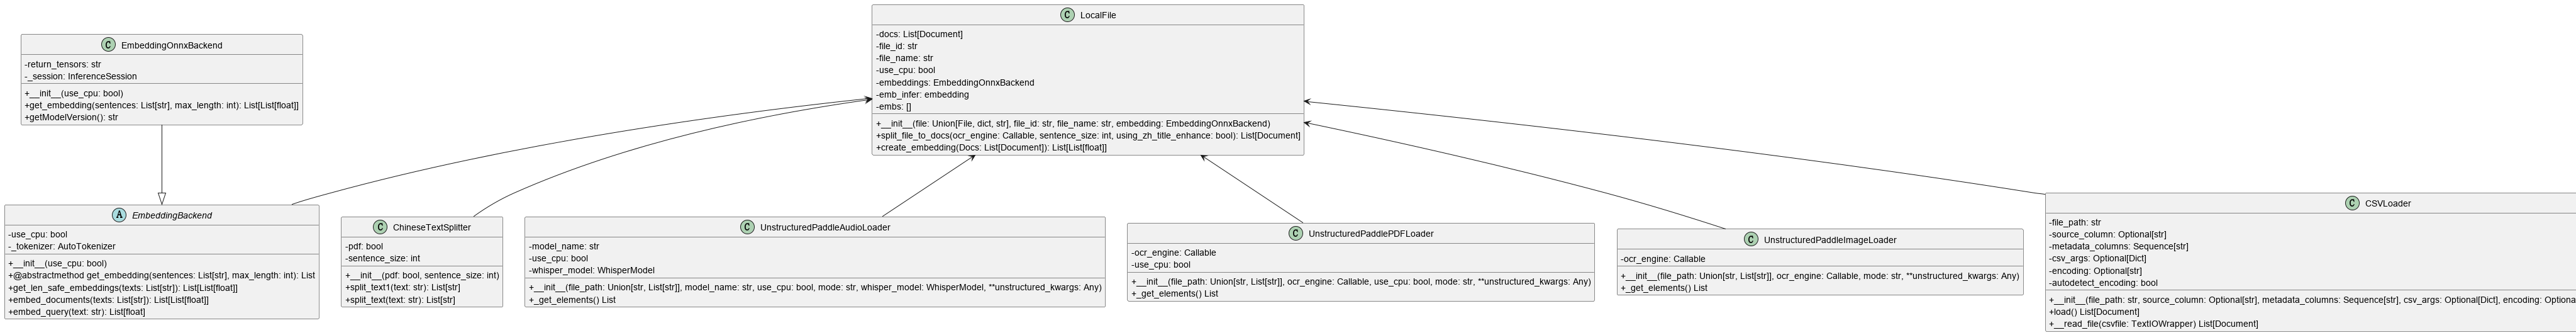 C LocalFile
-docs: List[Document]
-file_id: str
-file_name: str
-use_cpu: bool
-embeddings: EmbeddingOnnxBackend
-emb_infer: embedding
-embs: []
+__init__(file: Union[File, dict, str], file_id: str, file_name: str, embedding: EmbeddingOnnxBackend)
+split_file_to_docs(ocr_engine: Callable, sentence_size: int, using_zh_title_enhance: bool): List[Document]
+create_embedding(Docs: List[Document]): List[List[float]]
C EmbeddingOnnxBackend
-return_tensors: str
-_session: InferenceSession
+__init__(use_cpu: bool)
+get_embedding(sentences: List[str], max_length: int): List[List[float]]
+getModelVersion(): str
A EmbeddingBackend
-use_cpu: bool
-_tokenizer: AutoTokenizer
+__init__(use_cpu: bool)
+@abstractmethod get_embedding(sentences: List[str], max_length: int): List
+get_len_safe_embeddings(texts: List[str]): List[List[float]]
+embed_documents(texts: List[str]): List[List[float]]
+embed_query(text: str): List[float]
C ChineseTextSplitter
-pdf: bool
-sentence_size: int
+__init__(pdf: bool, sentence_size: int)
+split_text1(text: str): List[str]
+split_text(text: str): List[str]
C UnstructuredPaddleAudioLoader
-model_name: str
-use_cpu: bool
-whisper_model: WhisperModel
+__init__(file_path: Union[str, List[str]], model_name: str, use_cpu: bool, mode: str, whisper_model: WhisperModel, **unstructured_kwargs: Any)
+_get_elements() List
C UnstructuredPaddlePDFLoader
-ocr_engine: Callable
-use_cpu: bool
+__init__(file_path: Union[str, List[str]], ocr_engine: Callable, use_cpu: bool, mode: str, **unstructured_kwargs: Any)
+_get_elements() List
C UnstructuredPaddleImageLoader
-ocr_engine: Callable
+__init__(file_path: Union[str, List[str]], ocr_engine: Callable, mode: str, **unstructured_kwargs: Any)
+_get_elements() List
C CSVLoader
-file_path: str
-source_column: Optional[str]
-metadata_columns: Sequence[str]
-csv_args: Optional[Dict]
-encoding: Optional[str]
-autodetect_encoding: bool
+__init__(file_path: str, source_column: Optional[str], metadata_columns: Sequence[str], csv_args: Optional[Dict], encoding: Optiona
+load() List[Document]
+__read_file(csvfile: TextIOWrapper) List[Document]